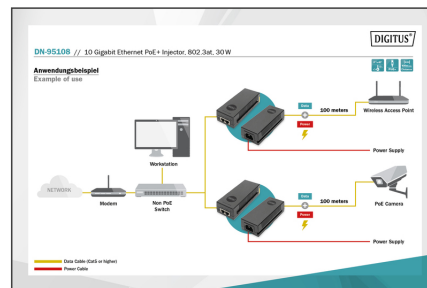 DIGITUS®
DN-95108 // 10 Gigabit Ethernet PoE+ Injector, 802.3at, 30 W
Anwendungsbeispiel
Example of use
Data
100 meters
Power
Wireless Access Point
Workstation
Power Supply
NETWORK
Modem
Non PoE
Switch
Data
100 meters
Power
PoE Camera
Power Supply
Data Cable (Cat5 or higher)
Power Cable